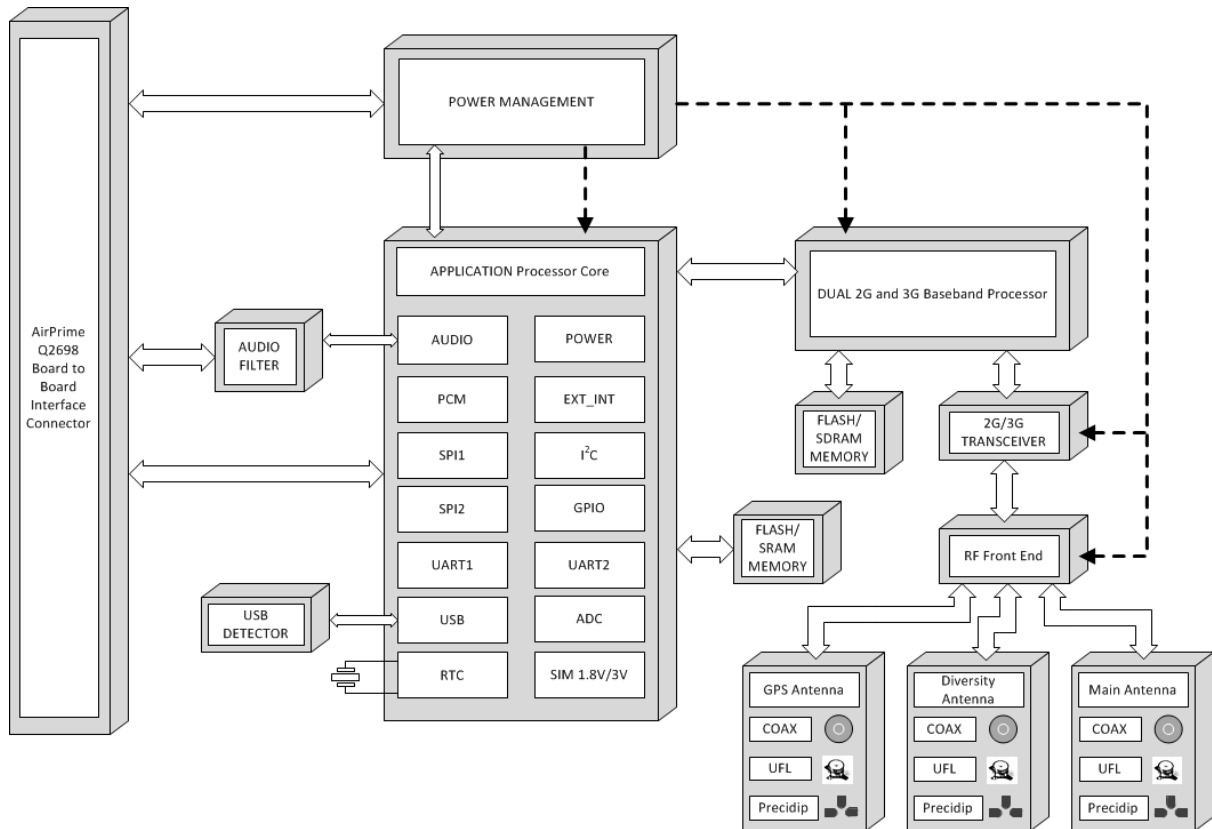 POWER MANAGEMENT
AirPrime
Q2698
Board to
Board
Interface
Connector
APPLICATION Processor Core
DUAL 2G and 3G Baseband Processor
AUDIO
FILTER
AUDIO
POWER
PCM
EXT_INT
SPI1
I²C
SPI2
GPIO
UART1
UART2
USB
ADC
RTC
SIM 1.8V/3V
USB
DETECTOR
FLASH/
SDRAM
MEMORY
2G/3G
TRANSCEIVER
FLASH/
SRAM
MEMORY
RF Front End
GPS Antenna
COAX
UFL
Precidip
Diversity
Antenna
COAX
UFL
Precidip
Main Antenna
COAX
UFL
Precidip